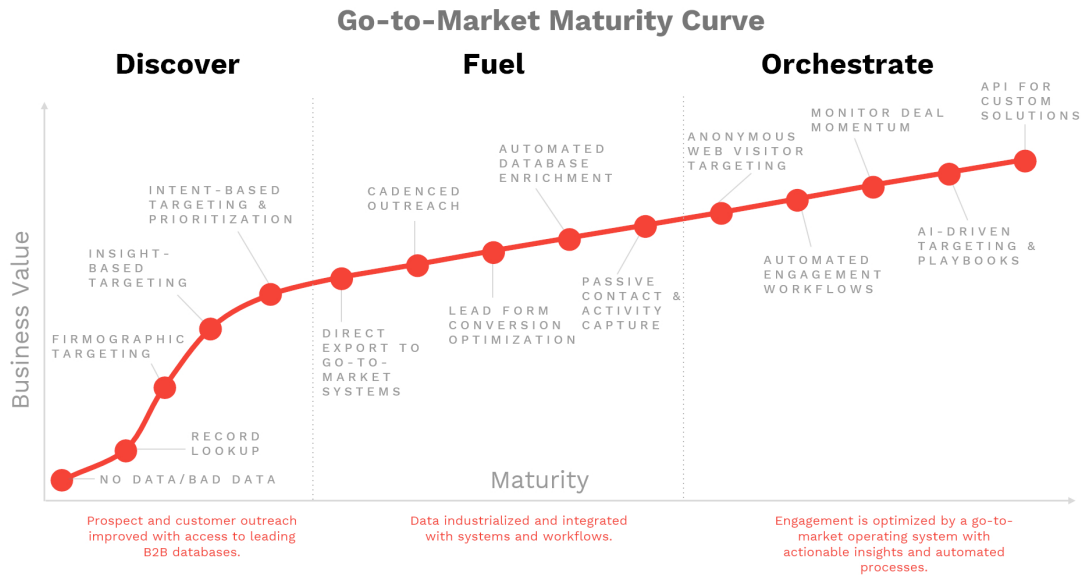 Go-to-Market Maturity Curve
Discover
Fuel
Orchestrate
Business Value
NO DATA/BAD DATA
RECORD
LOOKUP
FIRMOGRAPHIC
TARGETING
INSIGHT-
BASED
TARGETING
INTENT-BASED
TARGETING &
PRIORITIZATION
DIRECT
EXPORT TO
GO-TO-
MARKET
SYSTEMS
CADENCED
OUTREACH
LEAD FORM
CONVERSION
OPTIMIZATION
AUTOMATED
DATABASE
ENRICHMENT
PASSIVE
CONTACT &
ACTIVITY
CAPTURE
ANONYMOUS
WEB VISITOR
TARGETING
AUTOMATED
ENGAGEMENT
WORKFLOWS
MONITOR DEAL
MOMENTUM
AI-DRIVEN
TARGETING &
PLAYBOOKS
API FOR
CUSTOM
SOLUTIONS
Maturity
Prospect and customer outreach
improved with access to leading
B2B databases.
Data industrialized and integrated
with systems and workflows.
Engagement is optimized by a go-to-
market operating system with
actionable insights and automated
processes.